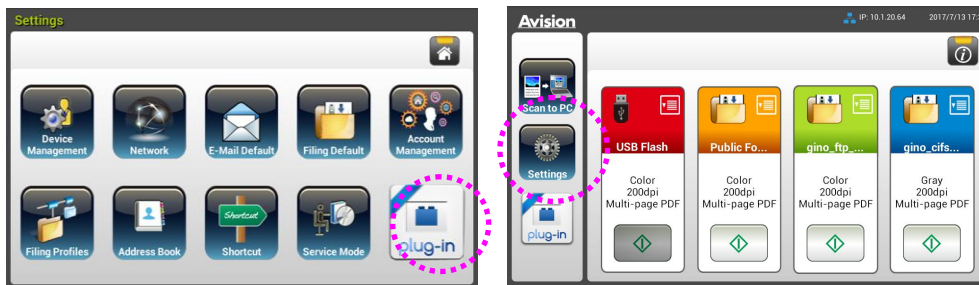 Settings
Device
Management
Network
E-Mail Default
Filing Default
Account
Management
Filing Profiles
Address Book
Shortcut
Shortcut
Service Mode
plug-in
Avision
IP: 10.1.20.64
2017/7/13 17:
Scan to PC
Settings
plug-in
USB Flash
Color
200dpi
Multi-page PDF
Public Fo...
Color
200dpi
Multi-page PDF
gino_ftp_...
Color
200dpi
Multi-page PDF
gino_cifs...
Gray
200dpi
Multi-page PDF